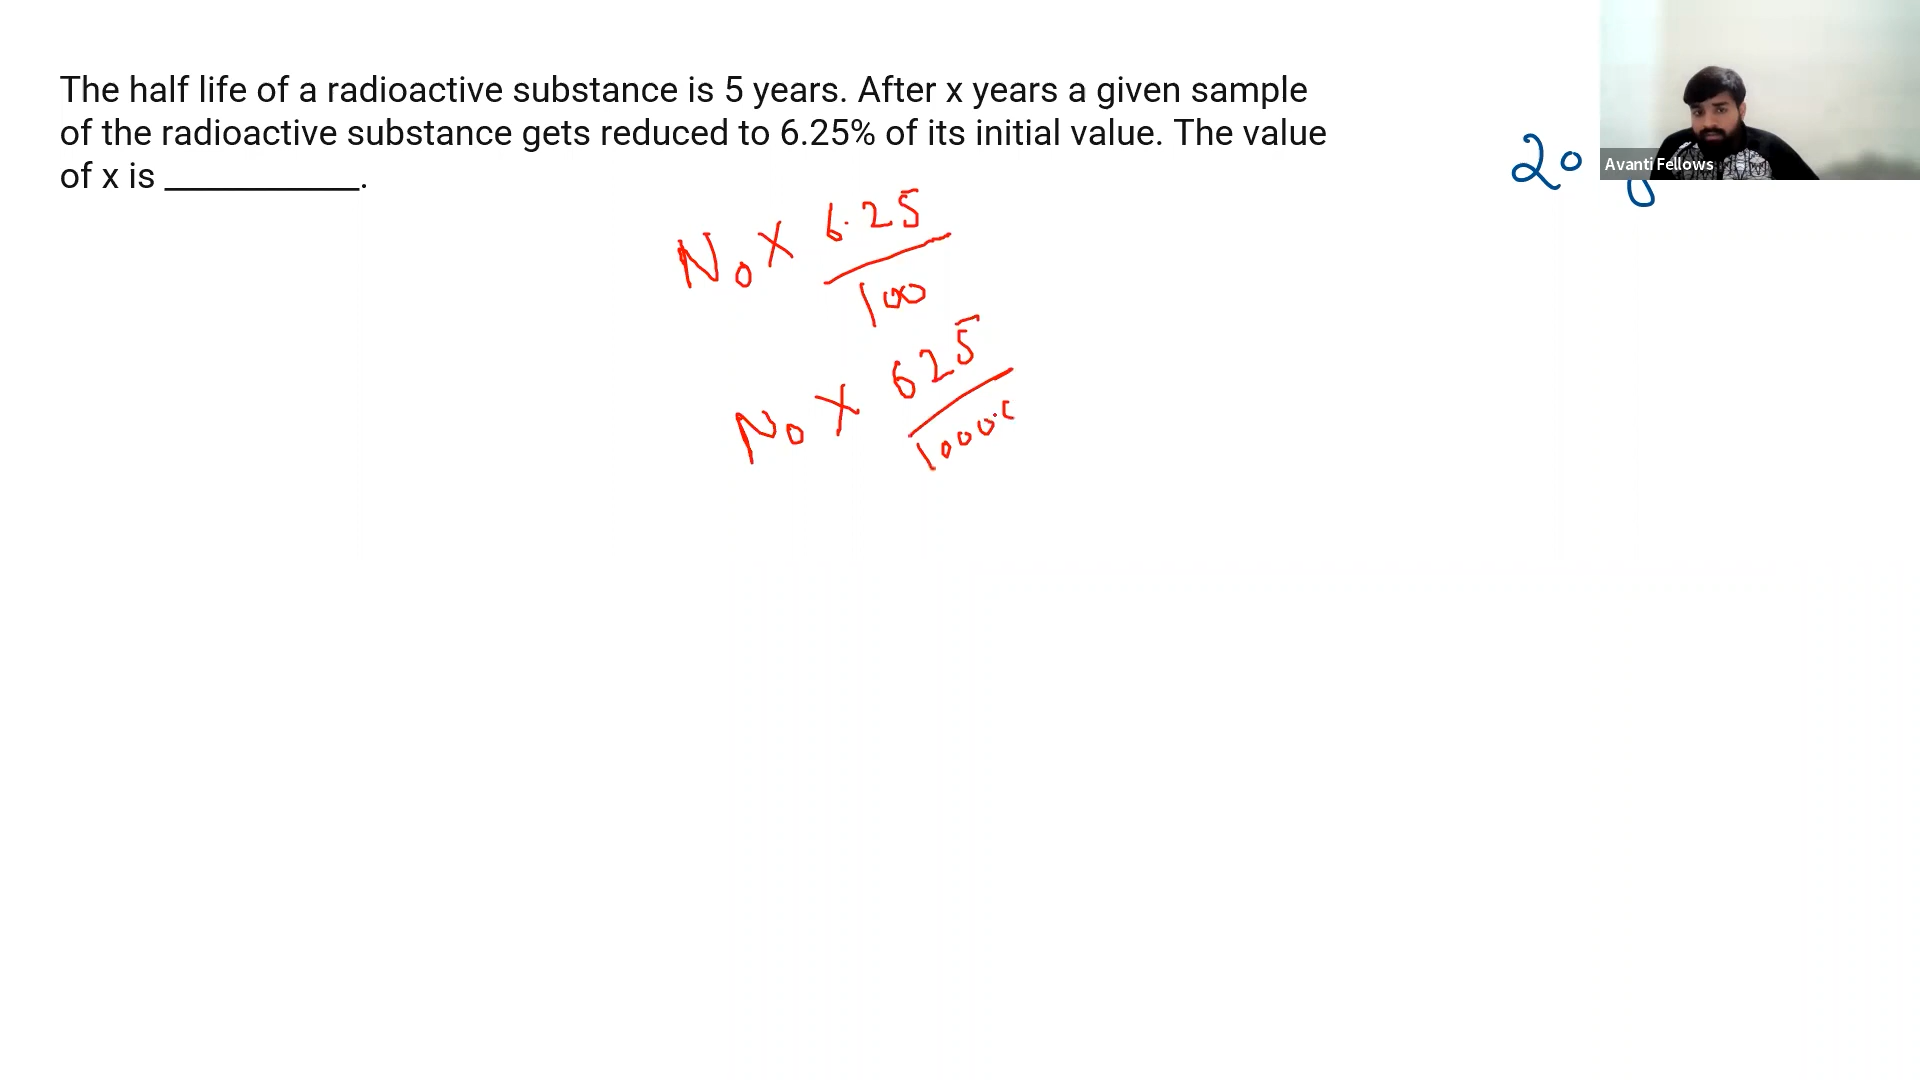 The half life of a radioactive substance is 5 years. After x years a given sample
of the radioactive substance gets reduced to 6.25% of its initial value. The value
of x is ___________.
20
Avanti Fellows
N₀ × 6.25
100
N₀ × 625
10000